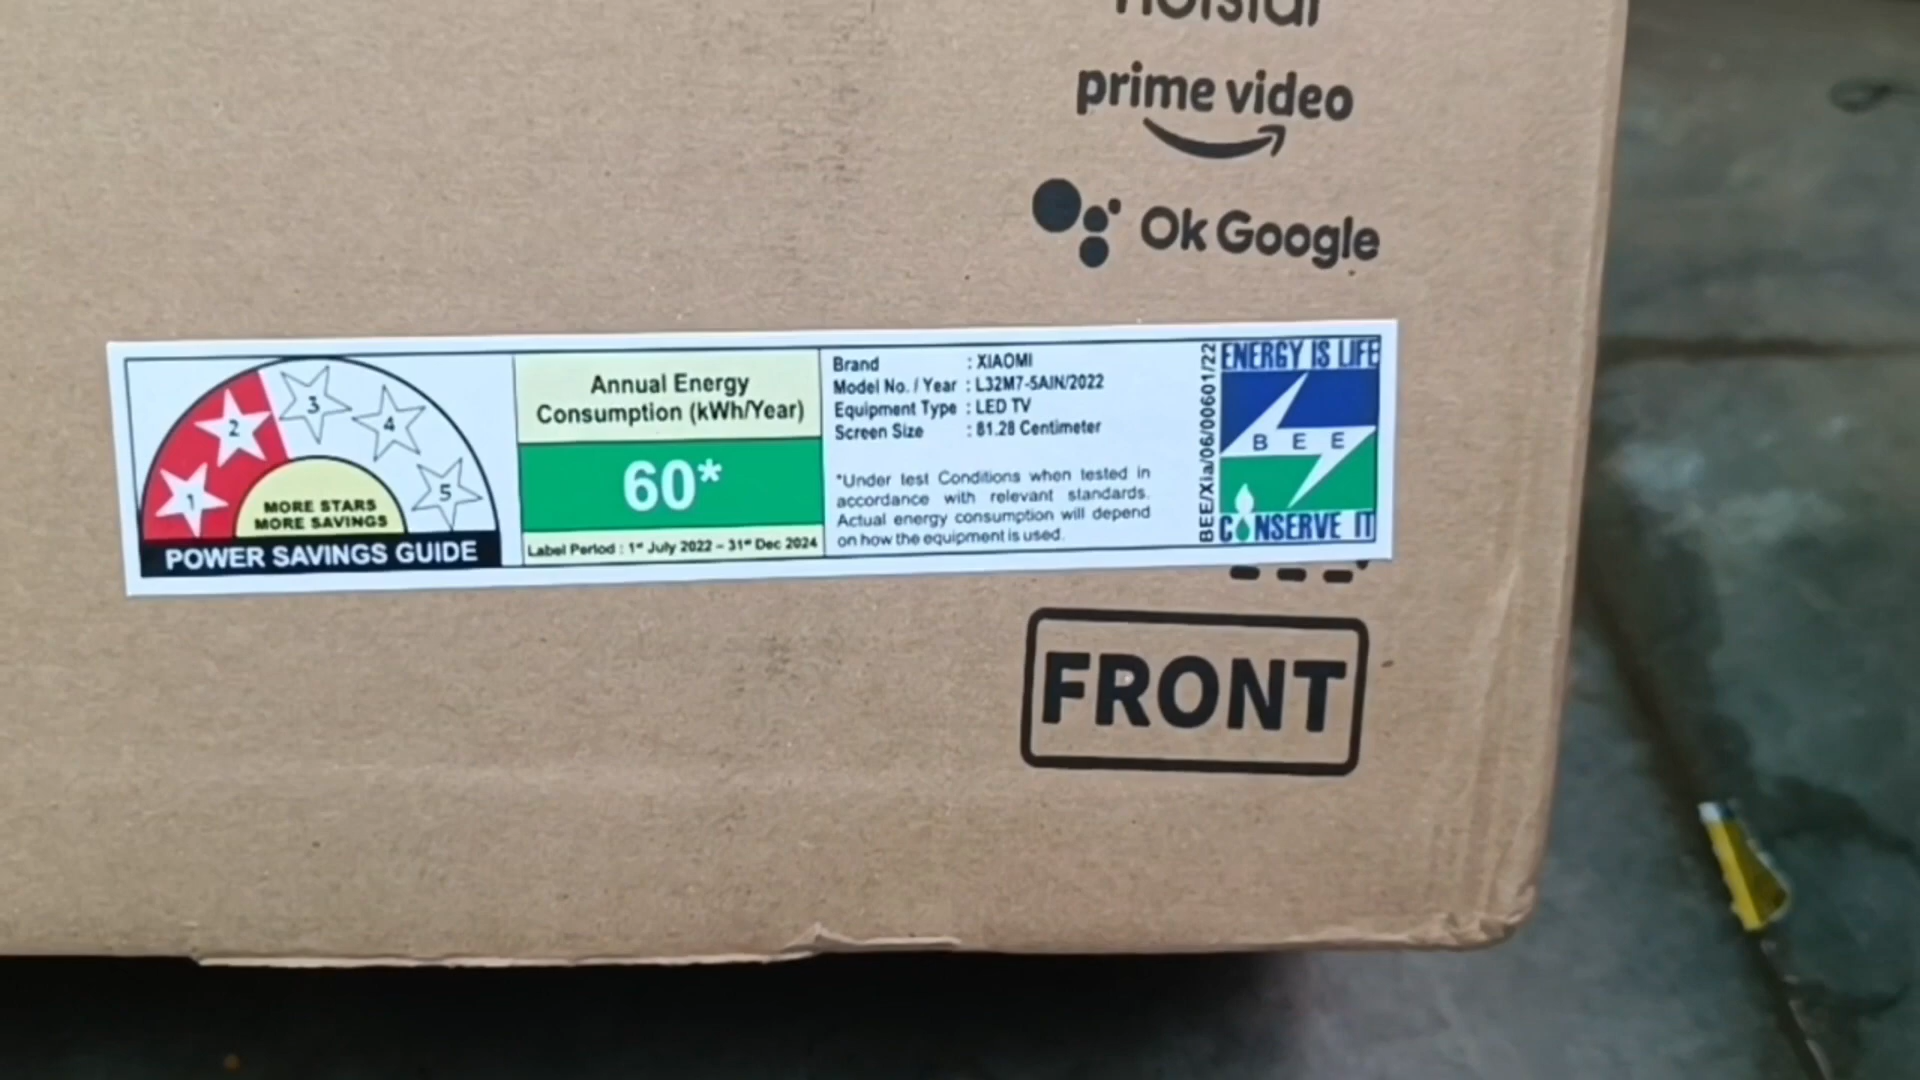 hotstar
prime video
Ok Google
1
2
3
4
5
MORE STARS
MORE SAVINGS
POWER SAVINGS GUIDE
Annual Energy
Consumption (kWh/Year)
60*
Label Period : 1st July 2022 – 31st Dec 2024
Brand : XIAOMI
Model No. / Year : L32M7-5AIN/2022
Equipment Type : LED TV
Screen Size : 81.28 Centimeter
*Under test Conditions when tested in
accordance with relevant standards.
Actual energy consumption will depend
on how the equipment is used.
BEE/Xia/06/00601/22
ENERGY IS LIFE
BEE
CONSERVE IT
FRONT